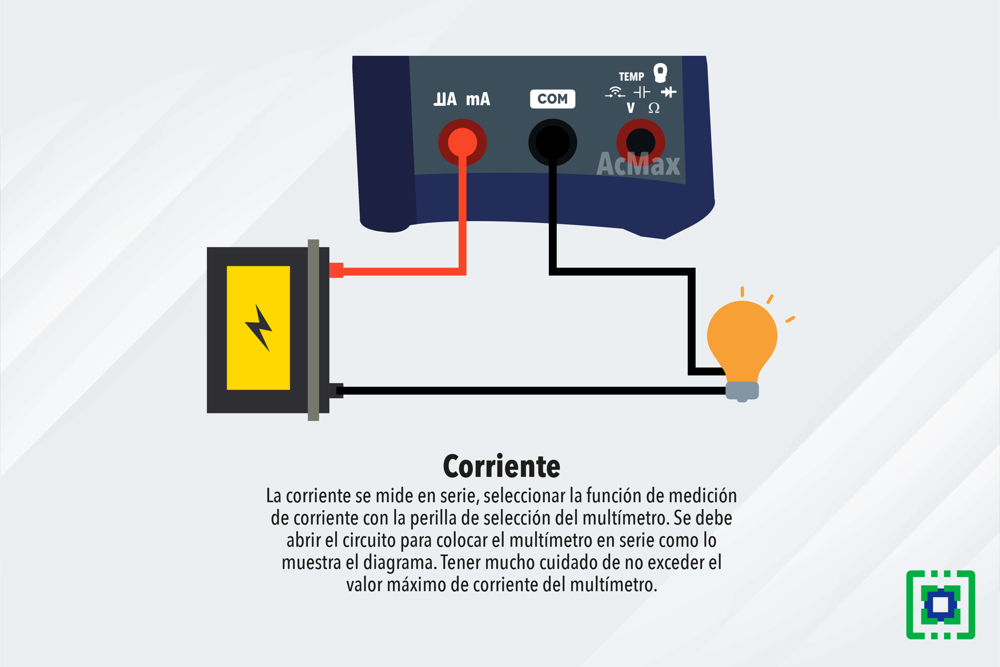 TEMP
µA mA
COM
V Ω
AcMax
Corriente
La corriente se mide en serie, seleccionar la función de medición
de corriente con la perilla de selección del multímetro. Se debe
abrir el circuito para colocar el multímetro en serie como lo
muestra el diagrama. Tener mucho cuidado de no exceder el
valor máximo de corriente del multímetro.